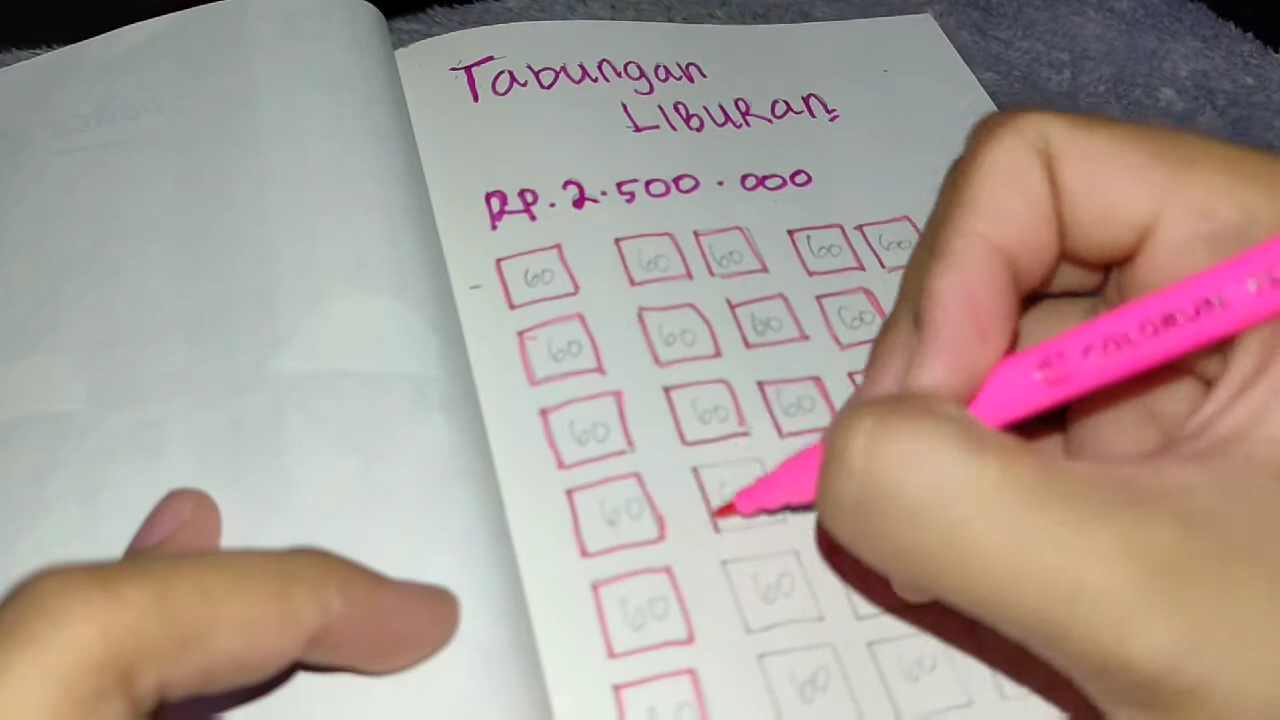 Tabungan
LIBURan
RP. 2.500.000
- 60 60 60 60 60
60 60 60 60
60 60 60
60
60 60
60 60